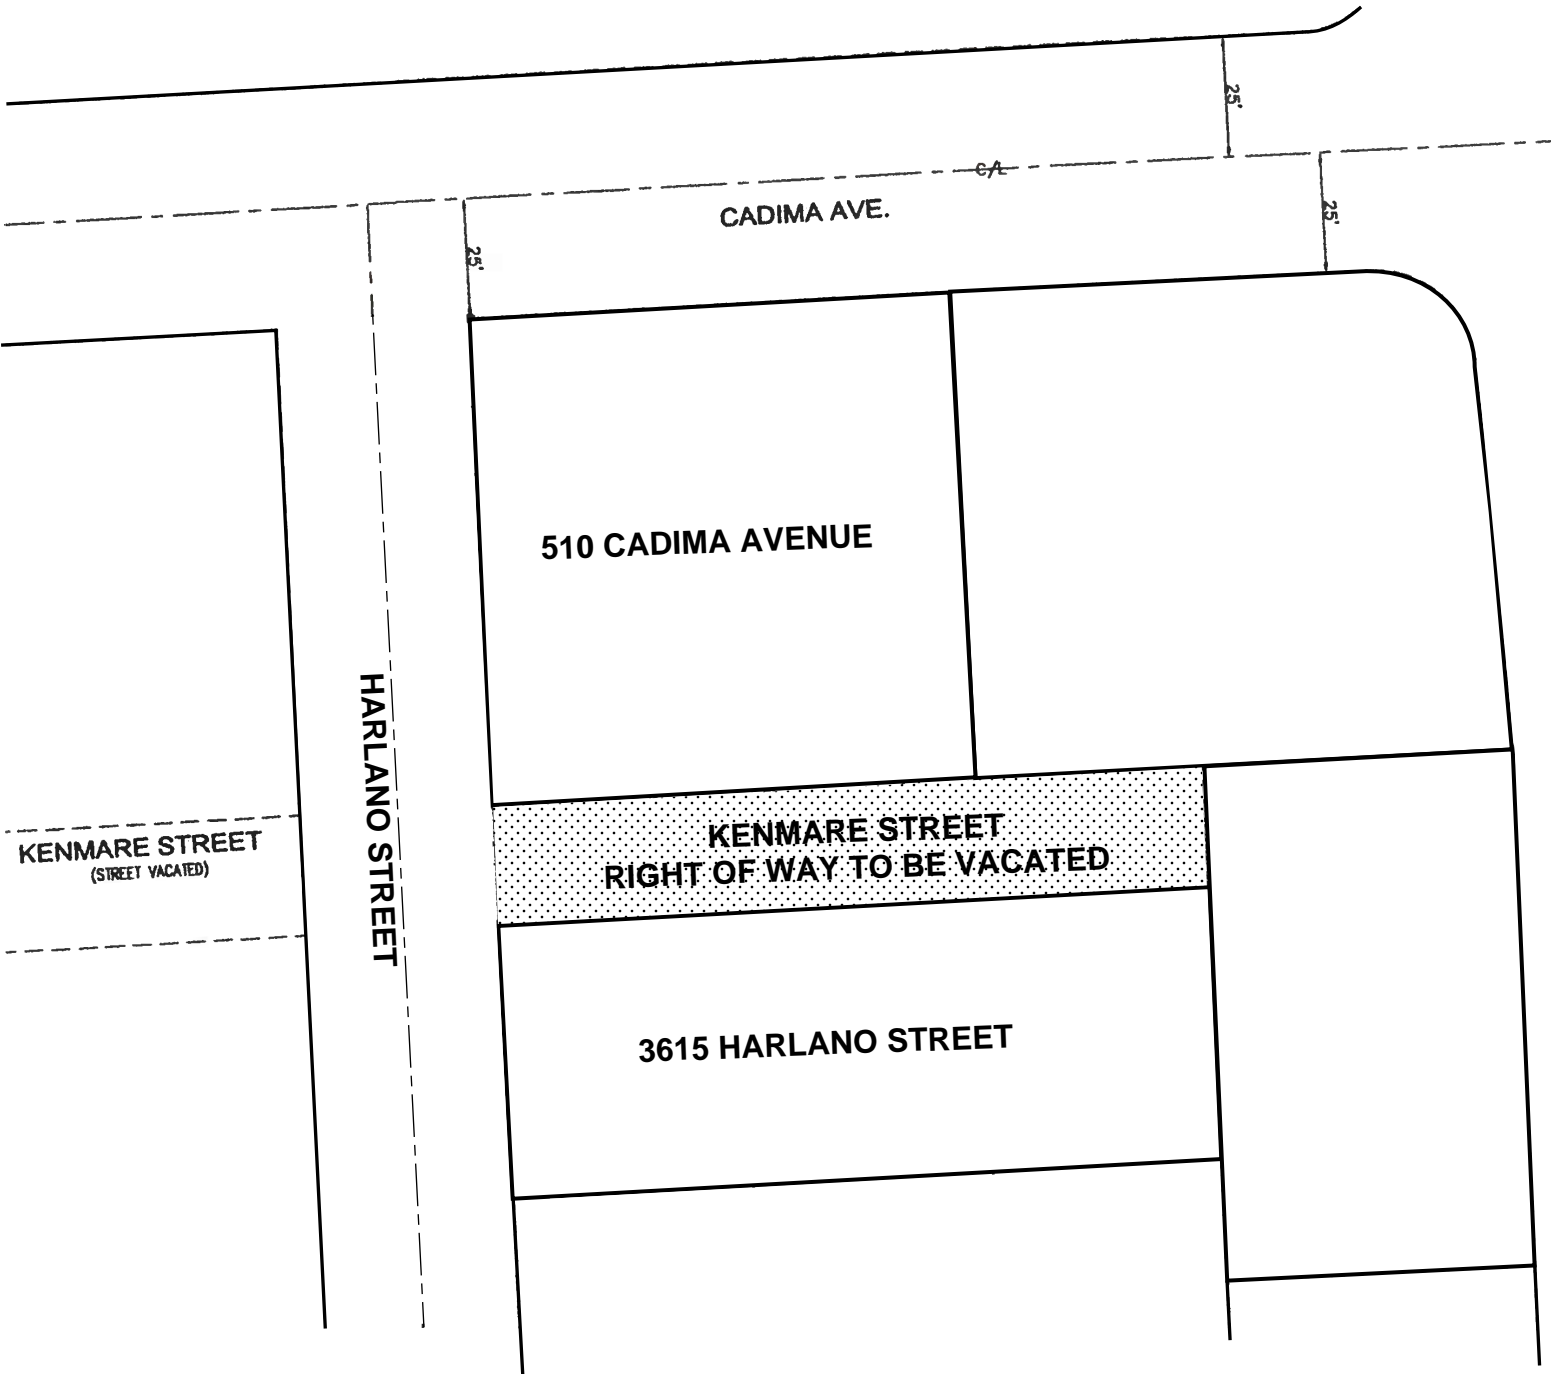 25'
C/L
CADIMA AVE.
25'
25'
510 CADIMA AVENUE
HARLANO STREET
KENMARE STREET
RIGHT OF WAY TO BE VACATED
KENMARE STREET
(STREET VACATED)
3615 HARLANO STREET